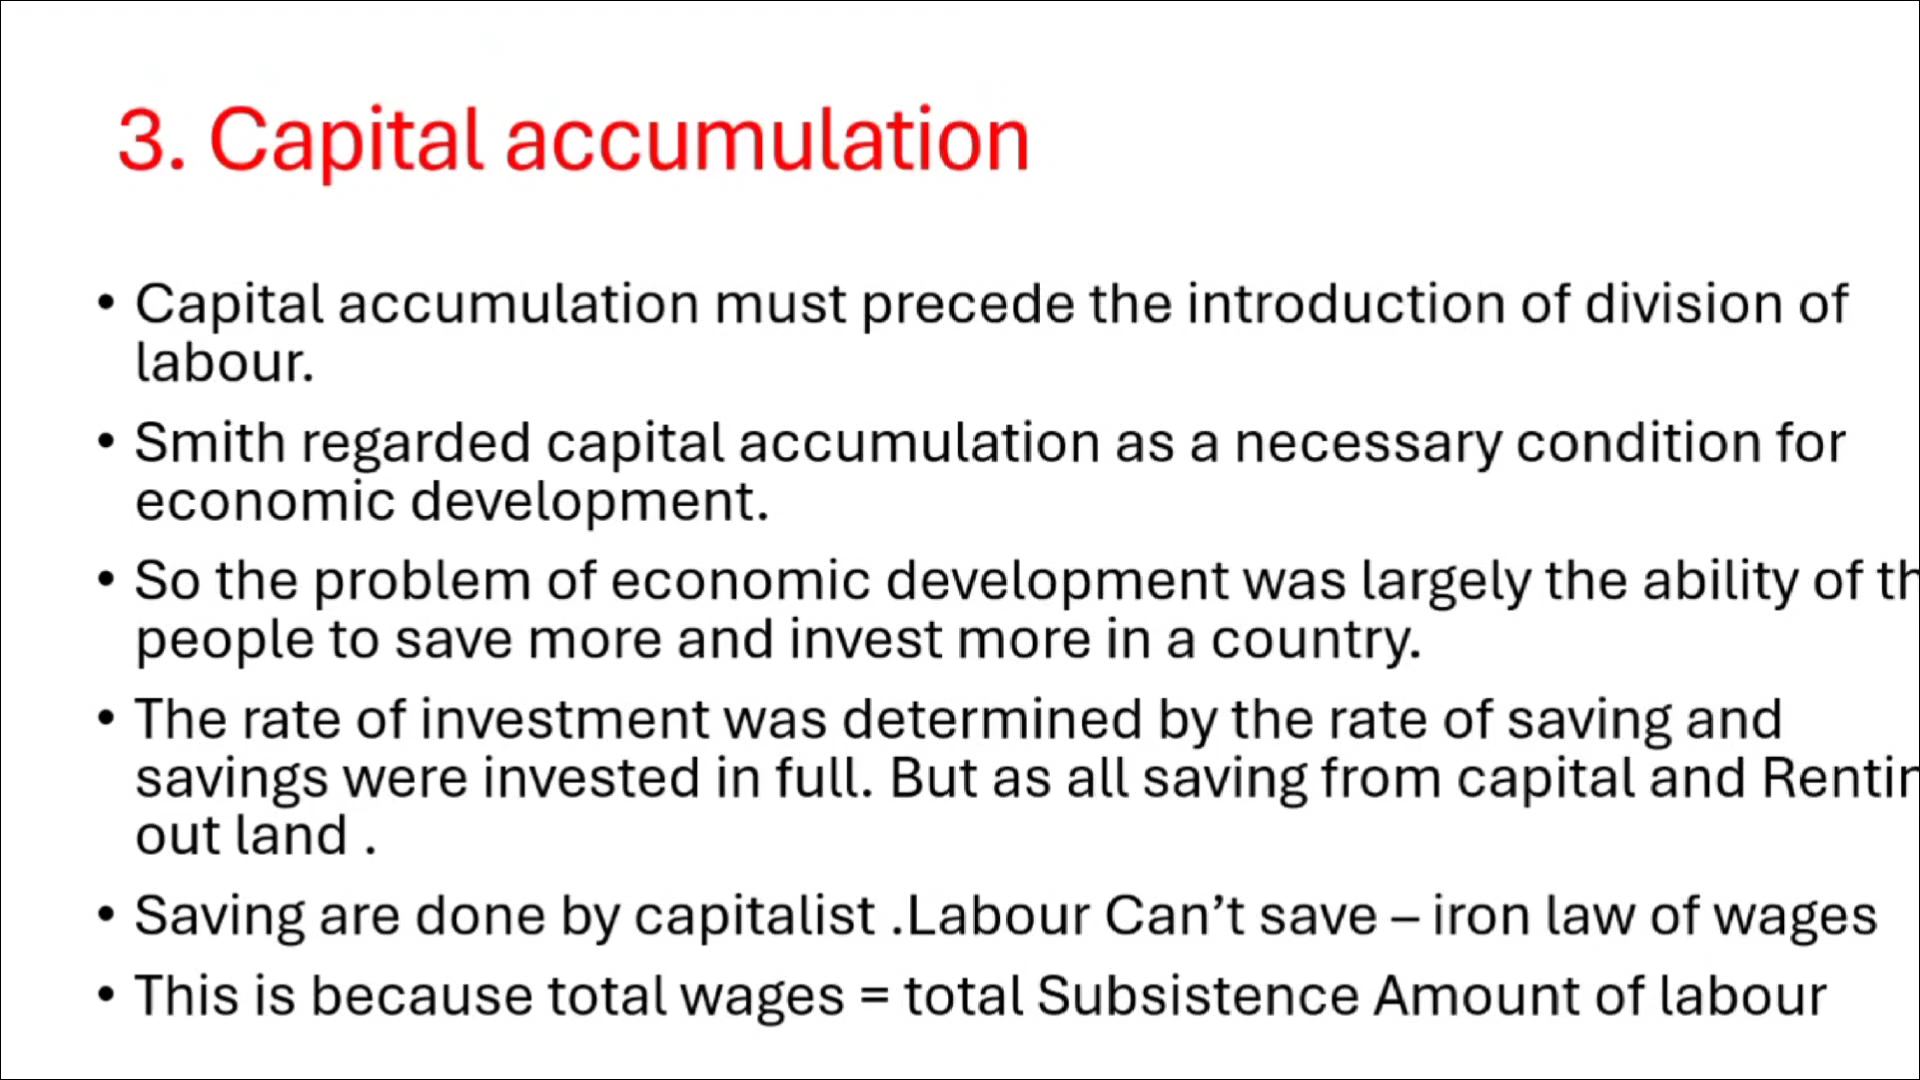 3. Capital accumulation
• Capital accumulation must precede the introduction of division of
labour.
• Smith regarded capital accumulation as a necessary condition for
economic development.
• So the problem of economic development was largely the ability of th
people to save more and invest more in a country.
• The rate of investment was determined by the rate of saving and
savings were invested in full. But as all saving from capital and Rentin
out land .
• Saving are done by capitalist .Labour Can’t save – iron law of wages
• This is because total wages = total Subsistence Amount of labour